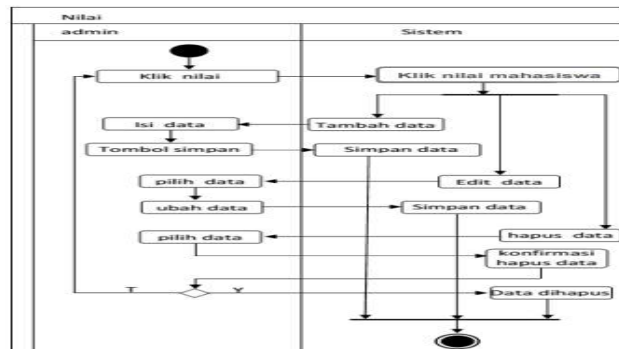 Nilai
admin Sistem
Klik nilai Klik nilai mahasiswa
Isi data Tambah data
Tombol simpan Simpan data
pilih data Edit data
ubah data Simpan data
pilih data hapus data
konfirmasi
hapus data
T Y Data dihapus